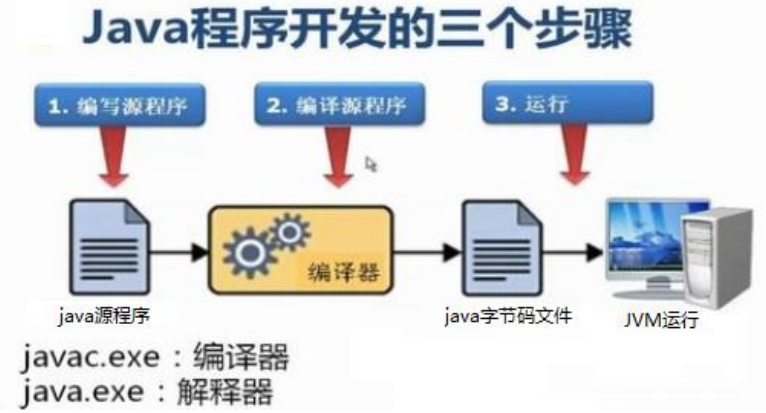 Java程序开发的三个步骤
1. 编写源程序
2. 编译源程序
3. 运行
编译器
java源程序
java字节码文件
JVM运行
javac.exe：编译器
java.exe：解释器